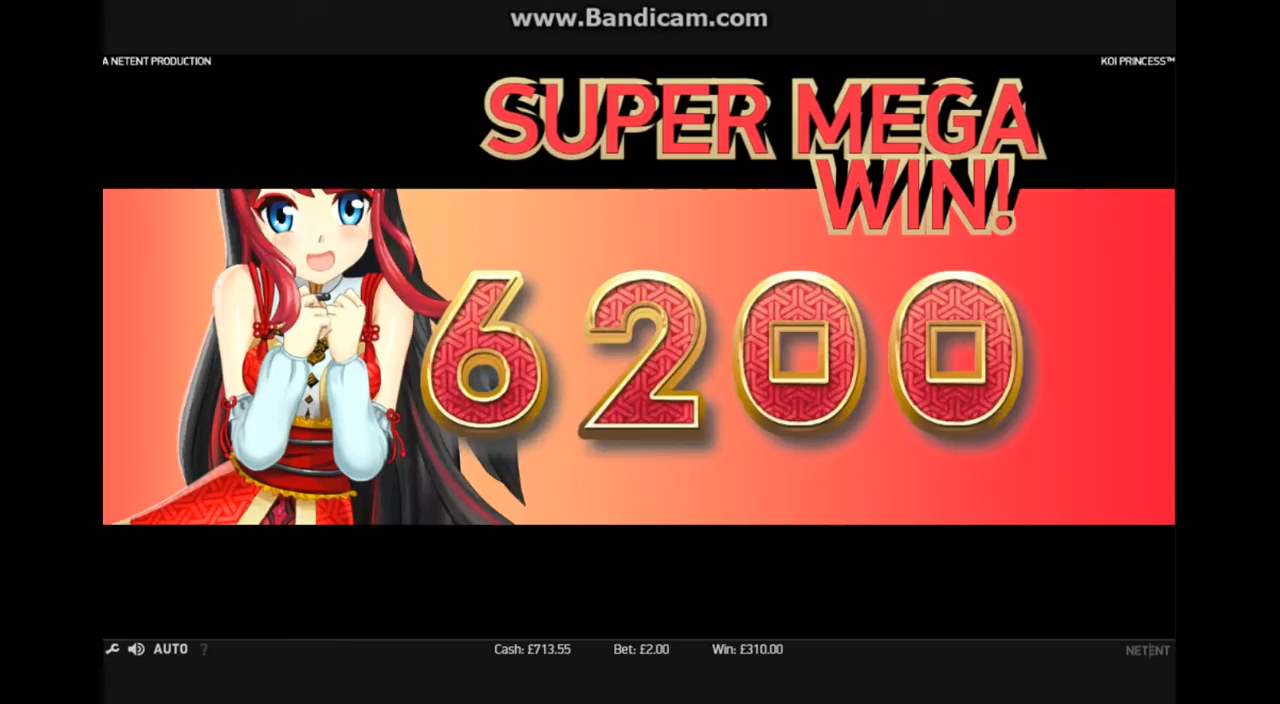 www.Bandicam.com
A NETENT PRODUCTION
KOI PRINCESS™
SUPER MEGA
WIN!
6200
AUTO ?
Cash: £713.55 Bet: £2.00 Win: £310.00
NETENT